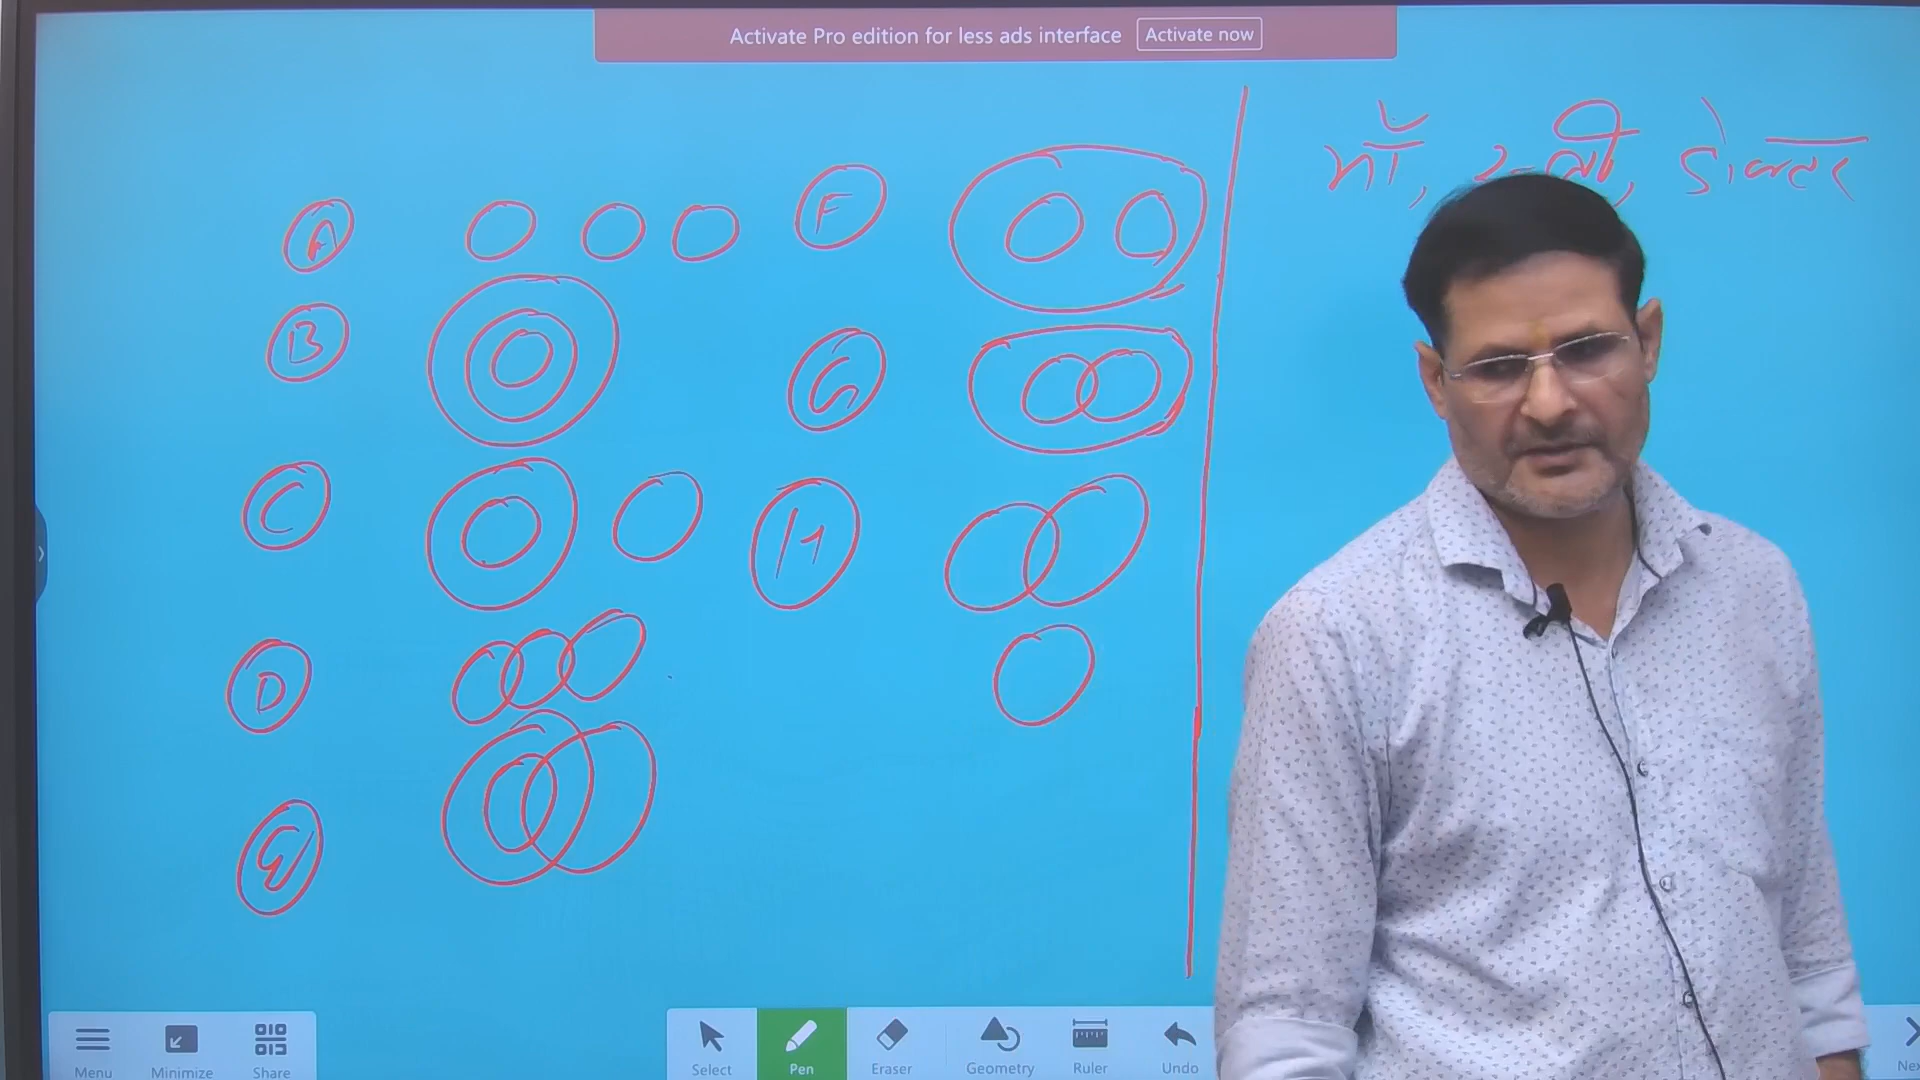 Activate Pro edition for less ads interface Activate now
माँ, स्त्री, डॉक्टर
A
F
B
G
C
H
D
E
Menu Minimize Share Select Pen Eraser Geometry Ruler Undo